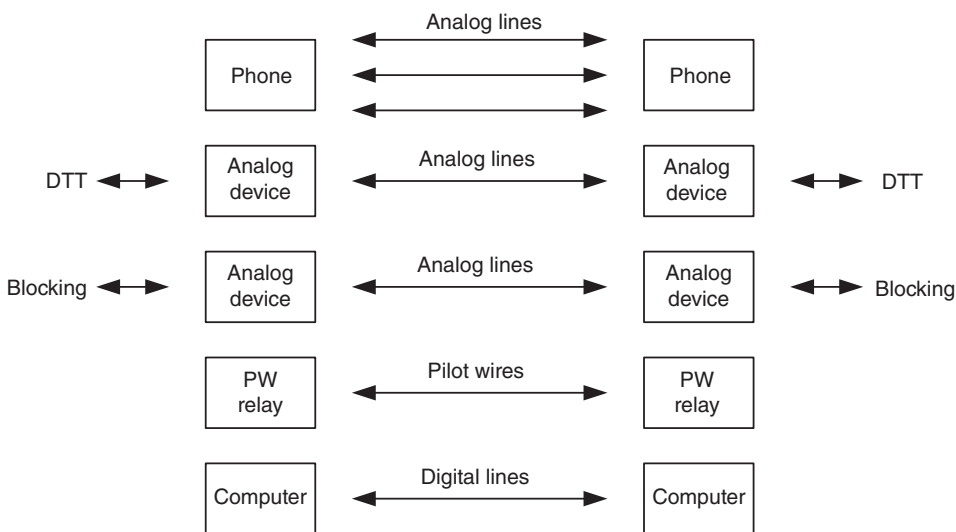 Analog lines
Phone
Phone
DTT
Analog
device
Analog lines
Analog
device
DTT
Blocking
Analog
device
Analog lines
Analog
device
Blocking
PW
relay
Pilot wires
PW
relay
Computer
Digital lines
Computer